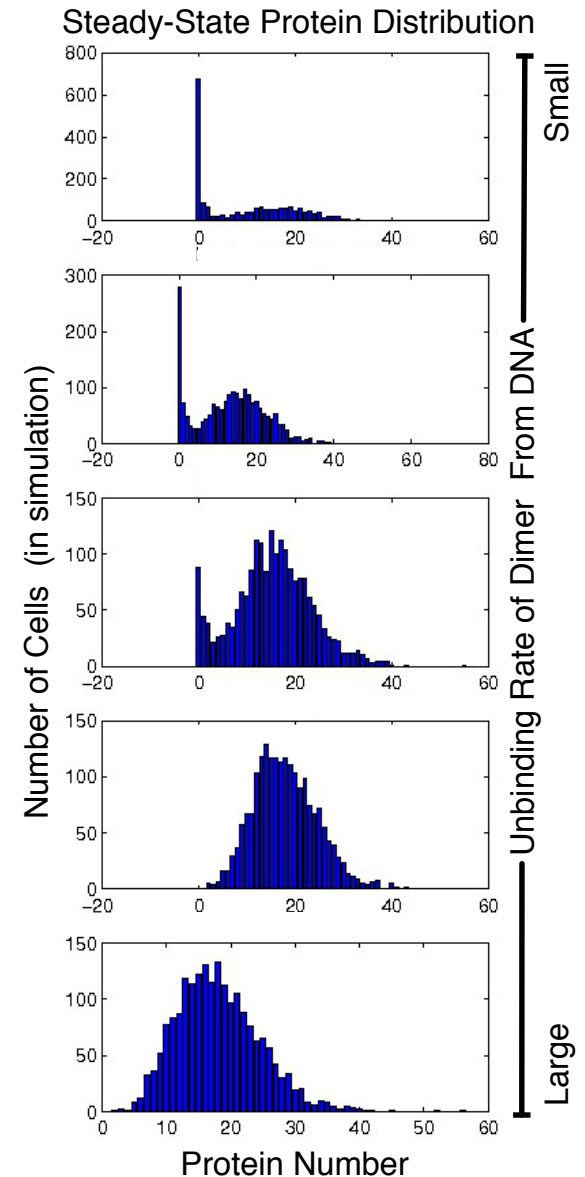 Steady-State Protein Distribution
800
600
400
200
0
−20 0 20 40 60
300
200
100
0
−20 0 20 40 60 80
150
100
50
0
−20 0 20 40 60
150
100
50
0
−20 0 20 40 60
150
100
50
0
0 10 20 30 40 50 60
Protein Number
Number of Cells (in simulation)
Small
Unbinding Rate of Dimer From DNA
Large